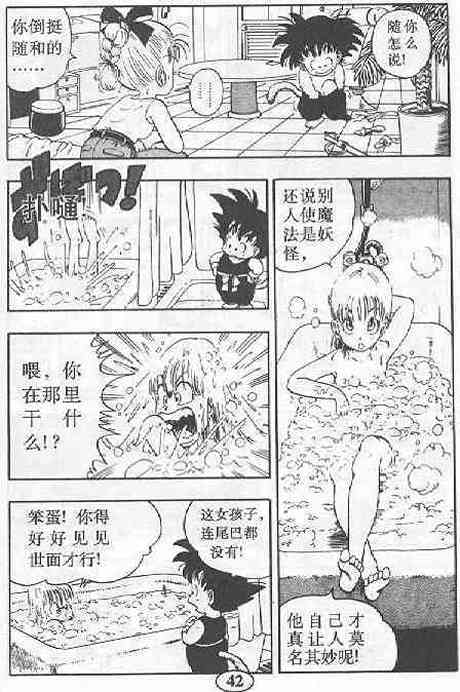 随你
怎么
说!
你倒挺
随和的
……
还说别
人使魔
法是妖
怪,
他自己才
真让人莫
名其妙呢!
扑嗵
喂,你
在那里
干什
么!?
这女孩子,
连尾巴都
没有!
笨蛋!你得
好好见见
世面才行!
42